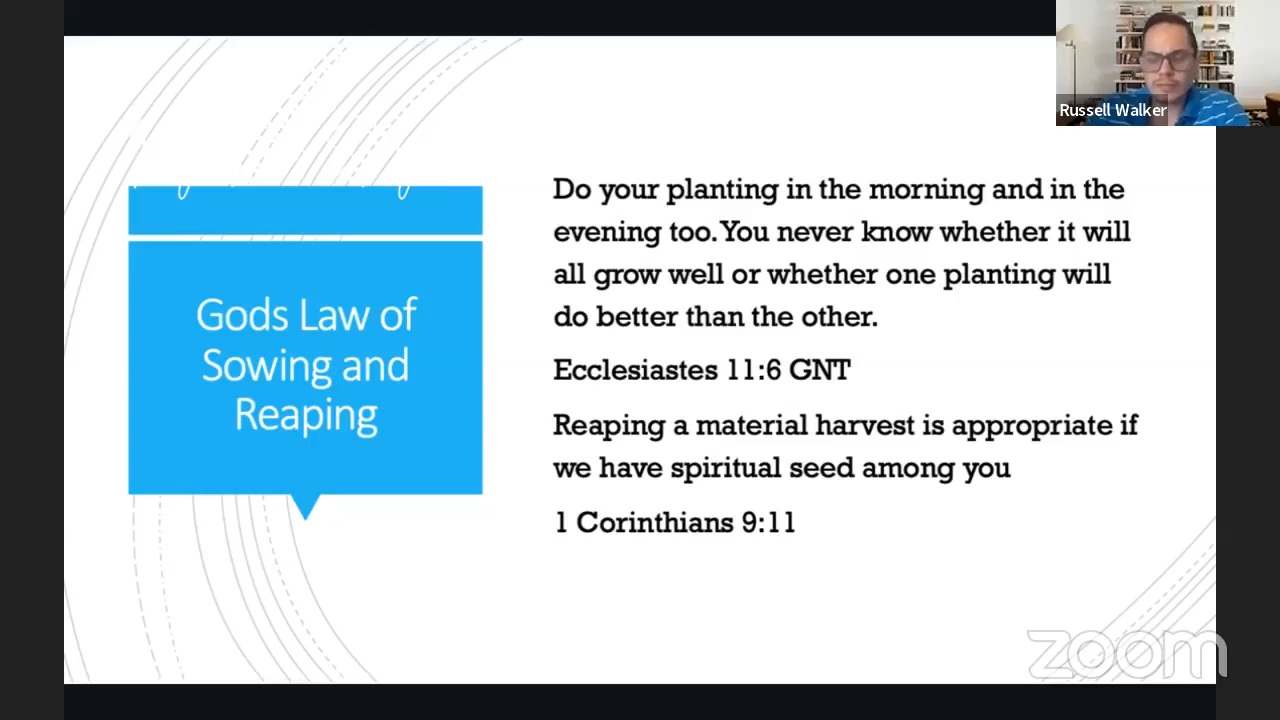 Russell Walker
Gods Law of
Sowing and
Reaping
Do your planting in the morning and in the
evening too. You never know whether it will
all grow well or whether one planting will
do better than the other.
Ecclesiastes 11:6 GNT
Reaping a material harvest is appropriate if
we have spiritual seed among you
1 Corinthians 9:11
zoom